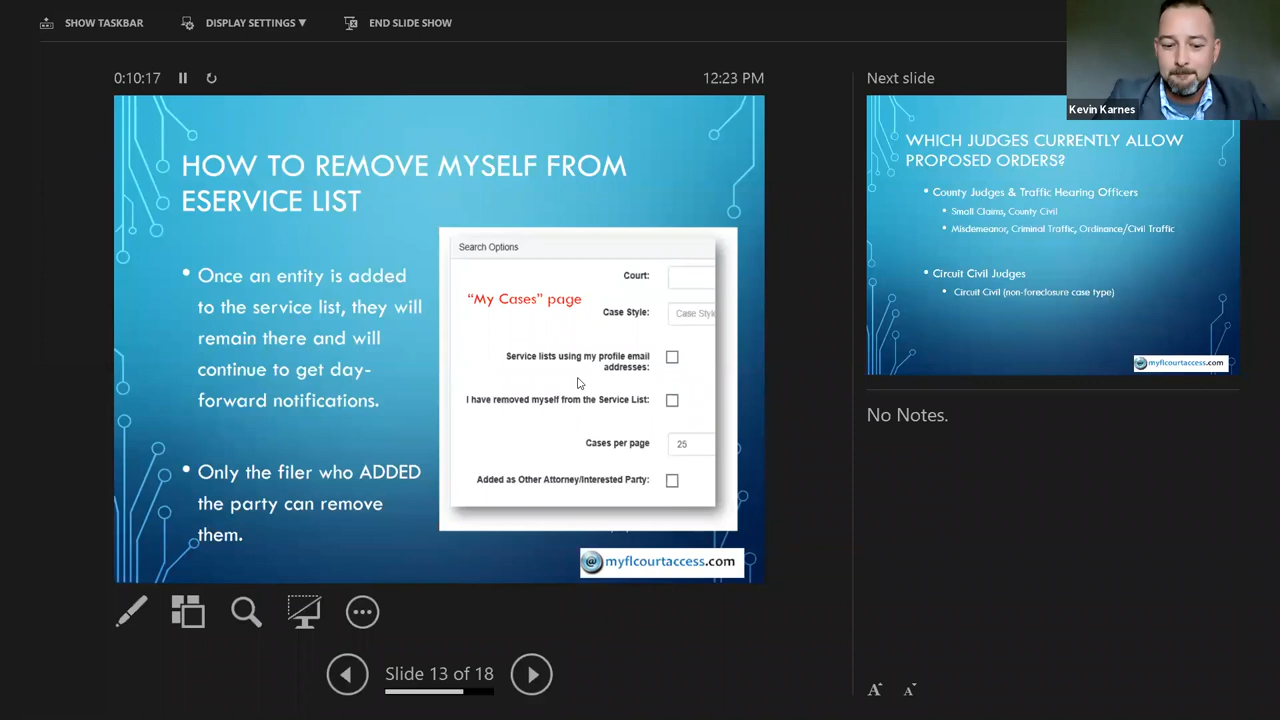 SHOW TASKBAR
DISPLAY SETTINGS ▼
END SLIDE SHOW
0:10:17
12:23 PM
HOW TO REMOVE MYSELF FROM
ESERVICE LIST
• Once an entity is added
to the service list, they will
remain there and will
continue to get day-
forward notifications.
• Only the filer who ADDED
the party can remove
them.
Search Options
Court:
"My Cases" page
Case Style:
Case Style
Service lists using my profile email
addresses:
I have removed myself from the Service List:
Cases per page
25
Added as Other Attorney/Interested Party:
@ myflcourtaccess.com
Slide 13 of 18
Next slide
Kevin Karnes
WHICH JUDGES CURRENTLY ALLOW
PROPOSED ORDERS?
• County Judges & Traffic Hearing Officers
• Small Claims, County Civil
• Misdemeanor, Criminal Traffic, Ordinance/Civil Traffic
• Circuit Civil Judges
• Circuit Civil (non-foreclosure case type)
@ myflcourtaccess.com
No Notes.
A A